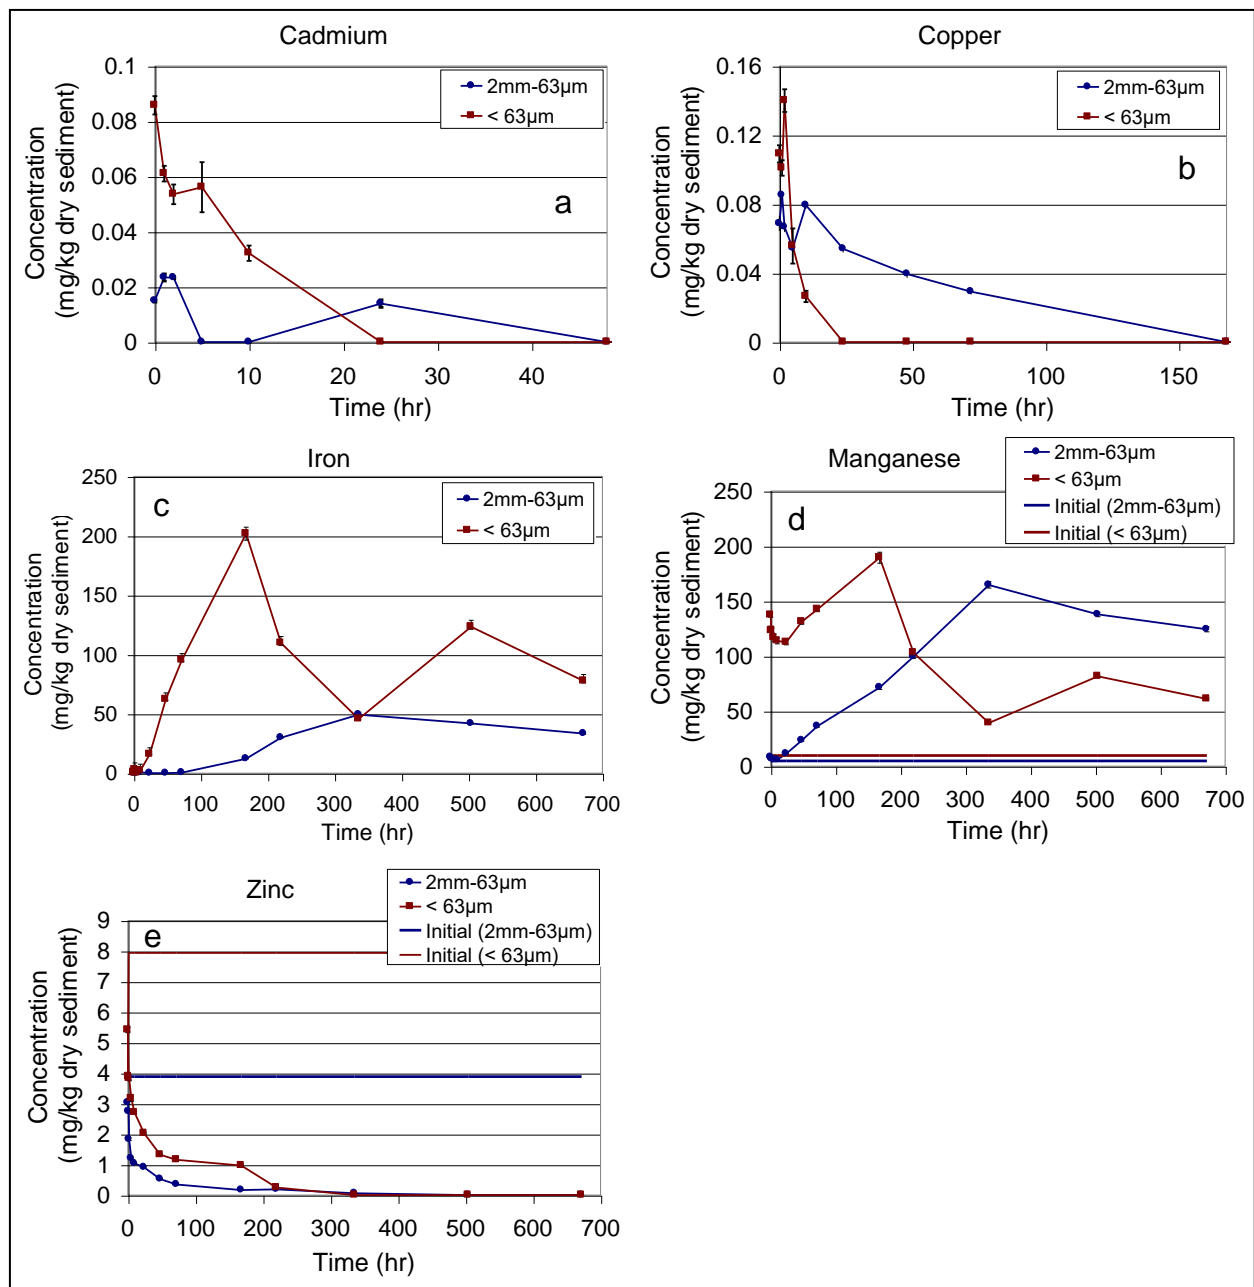 Cadmium
Concentration
(mg/kg dry sediment)
0.1
0.08
0.06
0.04
0.02
0
2mm-63µm
< 63µm
a
0 10 20 30 40
Time (hr)
Copper
Concentration
(mg/kg dry sediment)
0.16
0.12
0.08
0.04
0
2mm-63µm
< 63µm
b
0 50 100 150
Time (hr)
Iron
Concentration
(mg/kg dry sediment)
250
200
150
100
50
0
2mm-63µm
< 63µm
c
0 100 200 300 400 500 600 700
Time (hr)
Manganese
Concentration
(mg/kg dry sediment)
250
200
150
100
50
0
2mm-63µm
< 63µm
Initial (2mm-63µm)
Initial (< 63µm)
d
0 100 200 300 400 500 600 700
Time (hr)
Zinc
Concentration
(mg/kg dry sediment)
9
8
7
6
5
4
3
2
1
0
2mm-63µm
< 63µm
Initial (2mm-63µm)
Initial (< 63µm)
e
0 100 200 300 400 500 600 700
Time (hr)